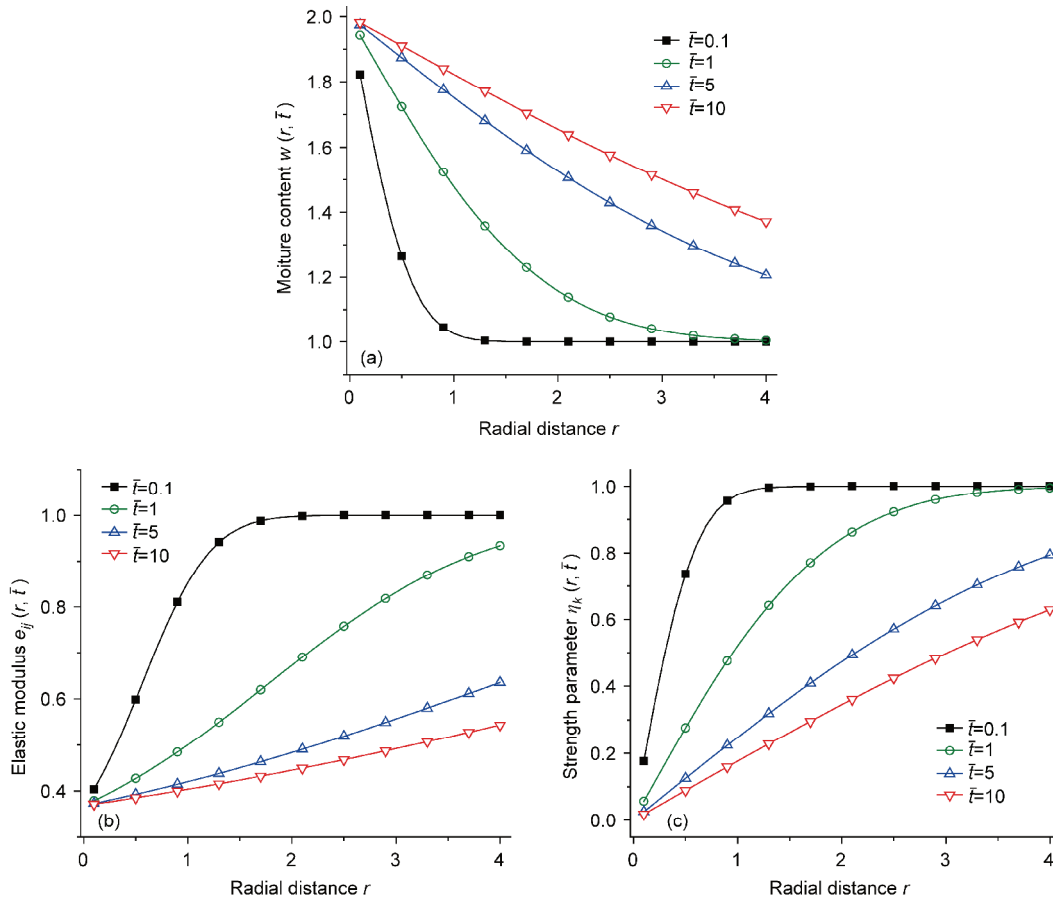 2.0
1.8
1.6
1.4
1.2
1.0
Moiture content w (r, t̄ )
t̄=0.1
t̄=1
t̄=5
t̄=10
(a)
0 1 2 3 4
Radial distance r
1.0
0.8
0.6
0.4
Elastic modulus eij (r, t̄ )
t̄=0.1
t̄=1
t̄=5
t̄=10
(b)
0 1 2 3 4
Radial distance r
1.0
0.8
0.6
0.4
0.2
0.0
Strength parameter ηk (r, t̄ )
t̄=0.1
t̄=1
t̄=5
t̄=10
(c)
0 1 2 3 4
Radial distance r